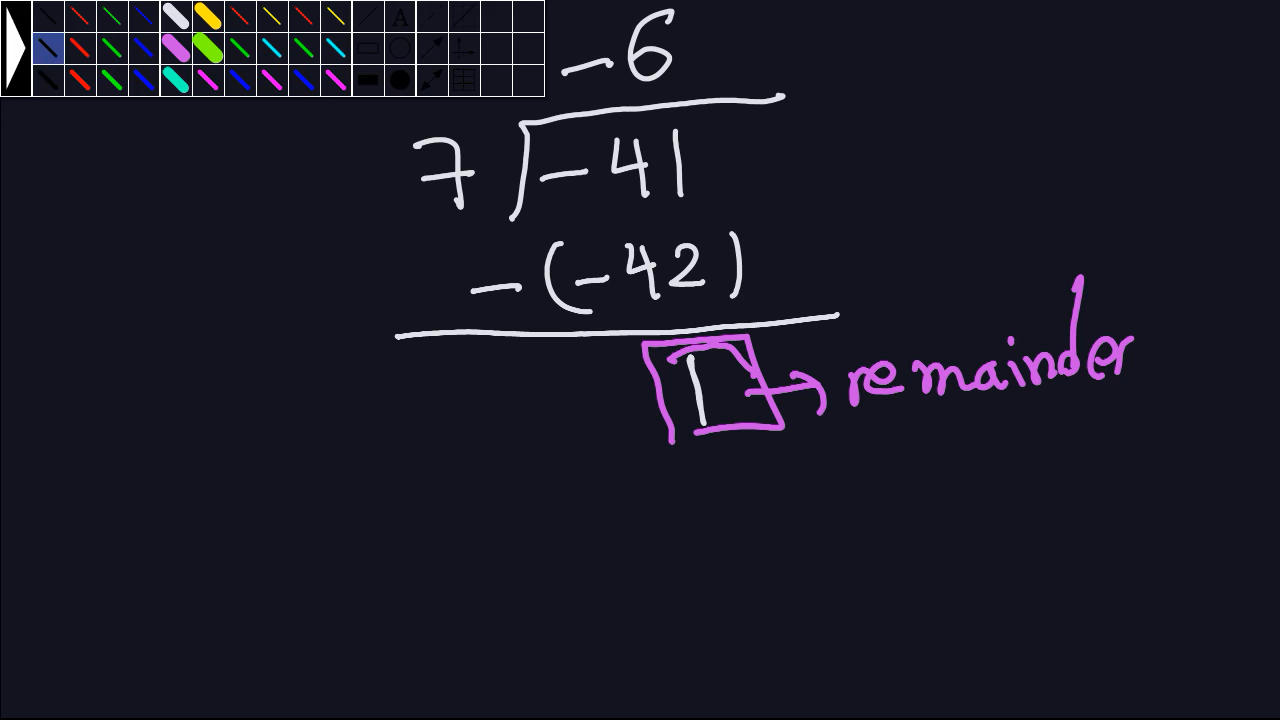 A
-6
7 ) -41
-(-42)
1 → remainder